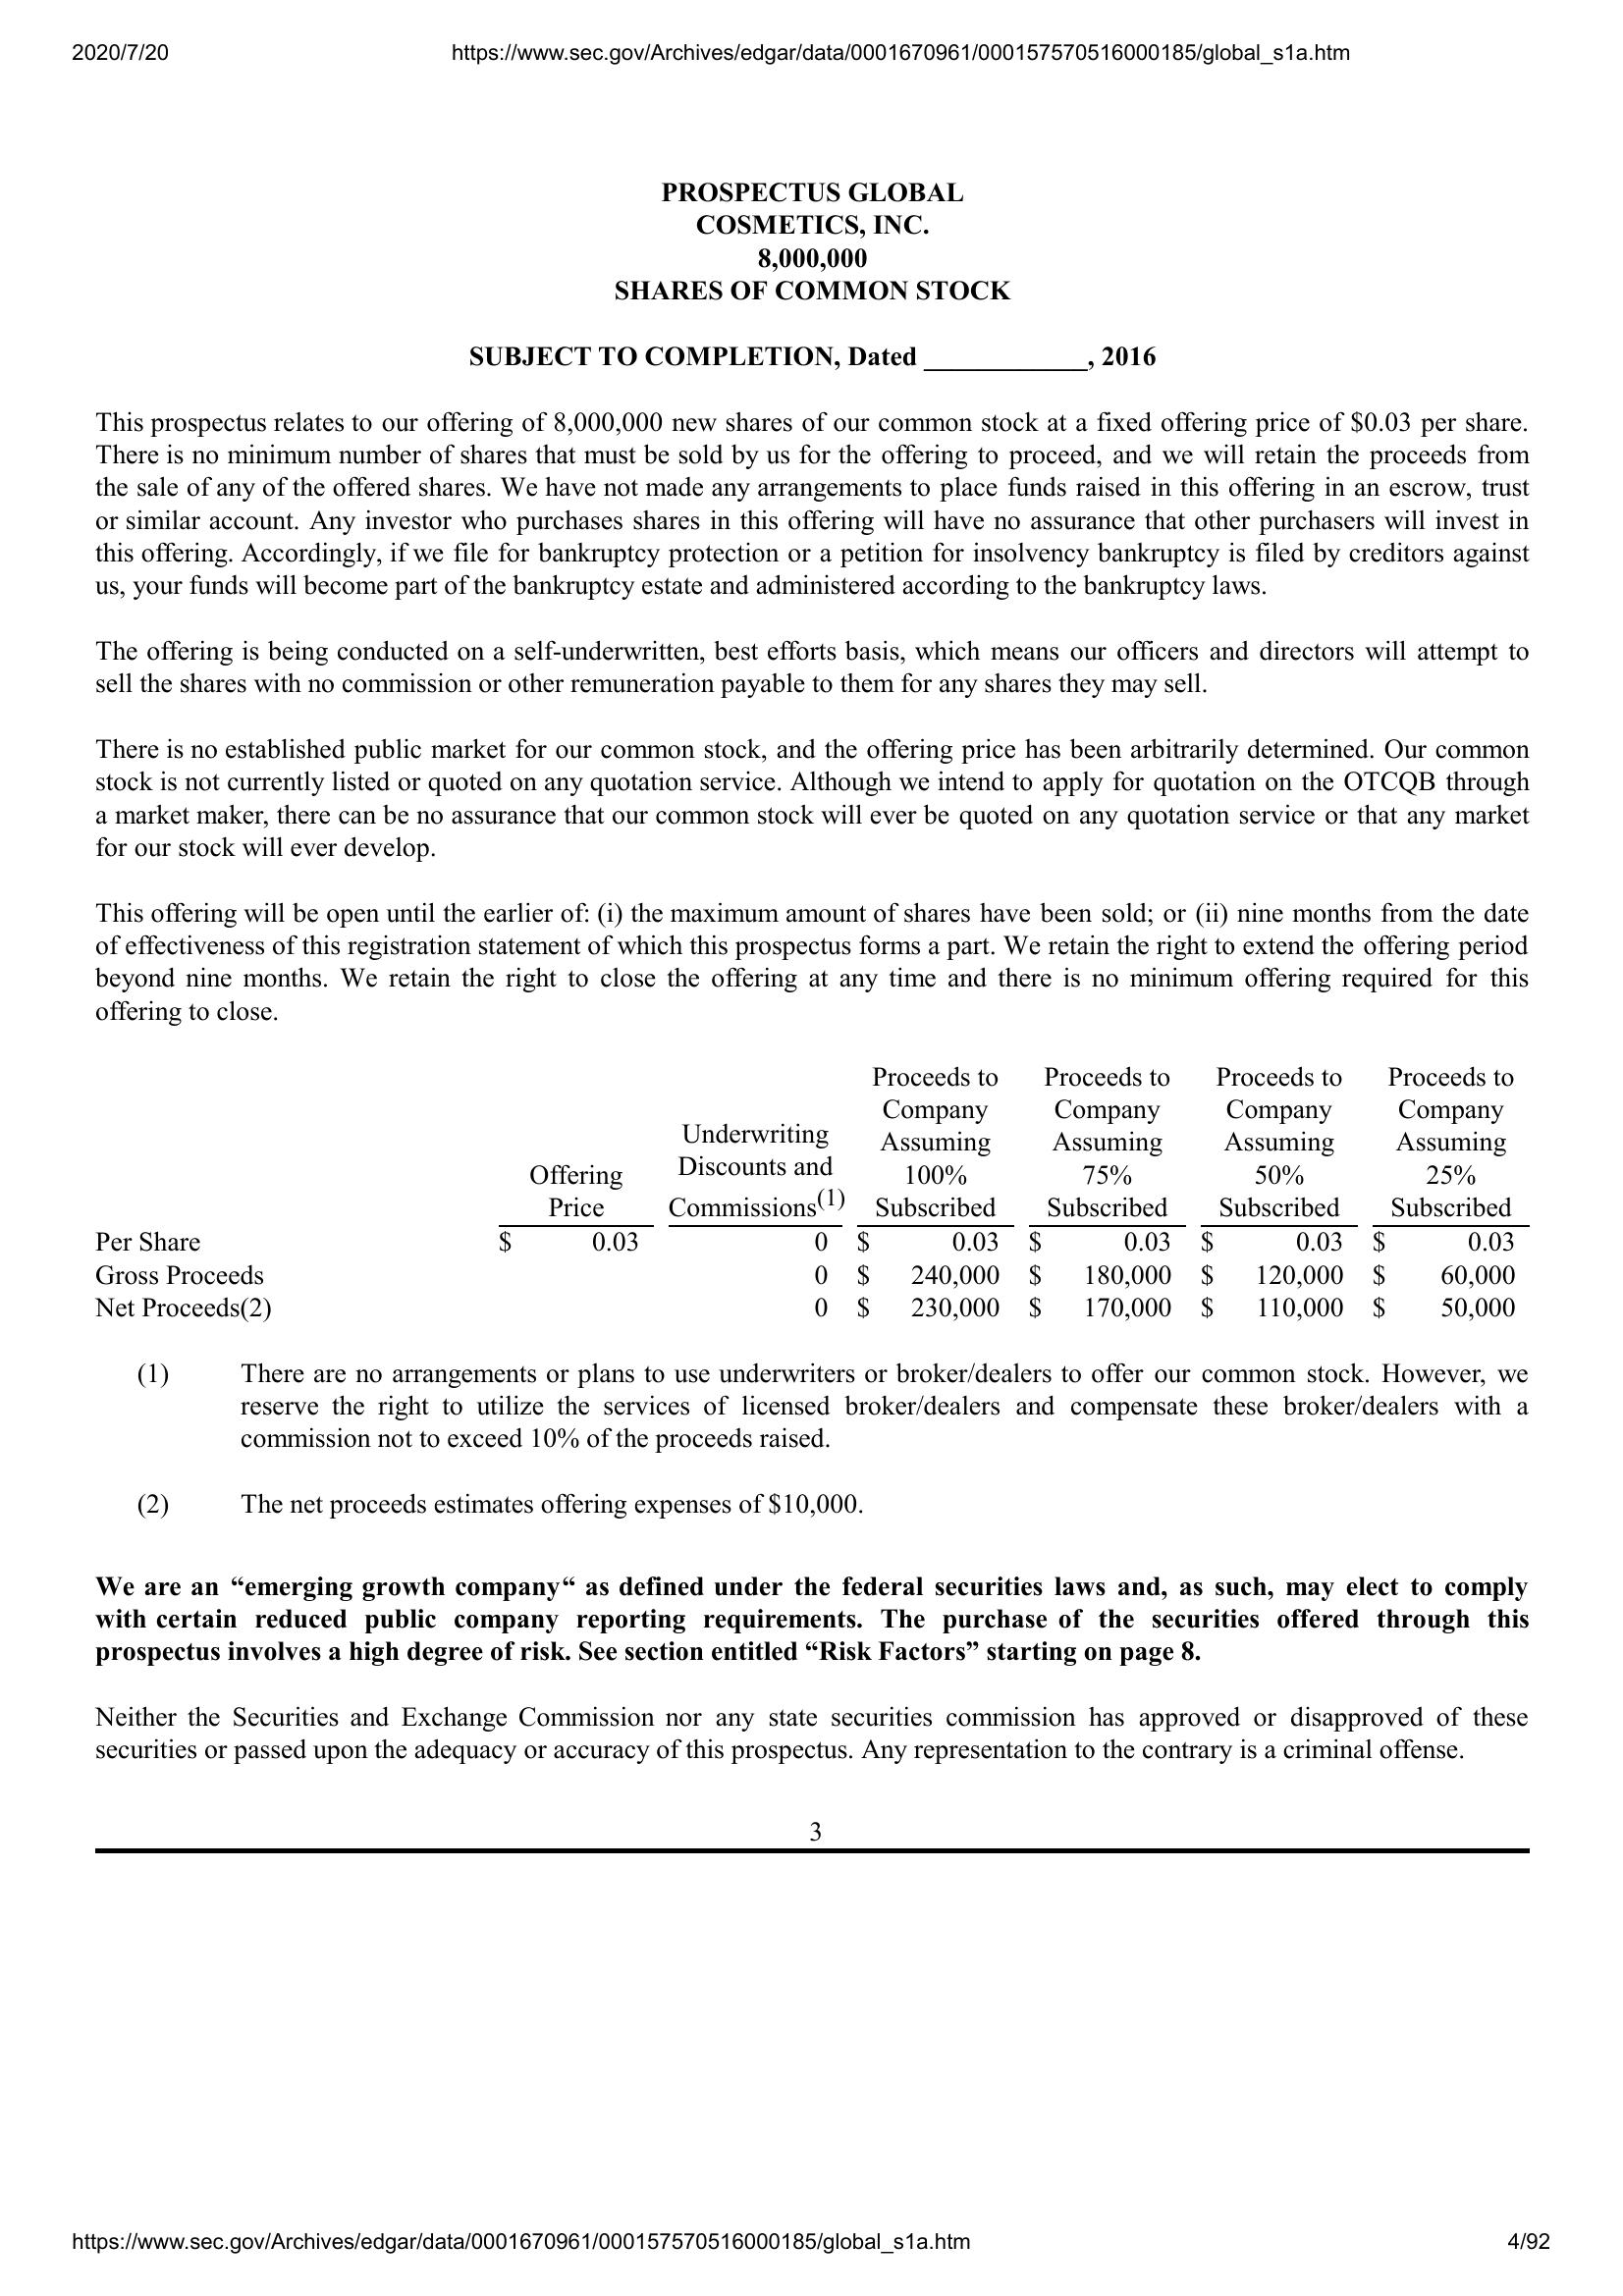 2020/7/20 https://www.sec.gov/Archives/edgar/data/0001670961/000157570516000185/global_s1a.htm
PROSPECTUS GLOBAL
COSMETICS, INC.
8,000,000
SHARES OF COMMON STOCK
SUBJECT TO COMPLETION, Dated ____________, 2016
This prospectus relates to our offering of 8,000,000 new shares of our common stock at a fixed offering price of $0.03 per share.
There is no minimum number of shares that must be sold by us for the offering to proceed, and we will retain the proceeds from
the sale of any of the offered shares. We have not made any arrangements to place funds raised in this offering in an escrow, trust
or similar account. Any investor who purchases shares in this offering will have no assurance that other purchasers will invest in
this offering. Accordingly, if we file for bankruptcy protection or a petition for insolvency bankruptcy is filed by creditors against
us, your funds will become part of the bankruptcy estate and administered according to the bankruptcy laws.
The offering is being conducted on a self-underwritten, best efforts basis, which means our officers and directors will attempt to
sell the shares with no commission or other remuneration payable to them for any shares they may sell.
There is no established public market for our common stock, and the offering price has been arbitrarily determined. Our common
stock is not currently listed or quoted on any quotation service. Although we intend to apply for quotation on the OTCQB through
a market maker, there can be no assurance that our common stock will ever be quoted on any quotation service or that any market
for our stock will ever develop.
This offering will be open until the earlier of: (i) the maximum amount of shares have been sold; or (ii) nine months from the date
of effectiveness of this registration statement of which this prospectus forms a part. We retain the right to extend the offering period
beyond nine months. We retain the right to close the offering at any time and there is no minimum offering required for this
offering to close.
Proceeds to Proceeds to Proceeds to Proceeds to
Company Company Company Company
Underwriting Assuming Assuming Assuming Assuming
Offering Discounts and 100% 75% 50% 25%
Price Commissions(1) Subscribed Subscribed Subscribed Subscribed
Per Share $ 0.03 0 $ 0.03 $ 0.03 $ 0.03 $ 0.03
Gross Proceeds 0 $ 240,000 $ 180,000 $ 120,000 $ 60,000
Net Proceeds(2) 0 $ 230,000 $ 170,000 $ 110,000 $ 50,000
(1) There are no arrangements or plans to use underwriters or broker/dealers to offer our common stock. However, we
reserve the right to utilize the services of licensed broker/dealers and compensate these broker/dealers with a
commission not to exceed 10% of the proceeds raised.
(2) The net proceeds estimates offering expenses of $10,000.
We are an “emerging growth company“ as defined under the federal securities laws and, as such, may elect to comply
with certain reduced public company reporting requirements. The purchase of the securities offered through this
prospectus involves a high degree of risk. See section entitled “Risk Factors” starting on page 8.
Neither the Securities and Exchange Commission nor any state securities commission has approved or disapproved of these
securities or passed upon the adequacy or accuracy of this prospectus. Any representation to the contrary is a criminal offense.
3
https://www.sec.gov/Archives/edgar/data/0001670961/000157570516000185/global_s1a.htm 4/92